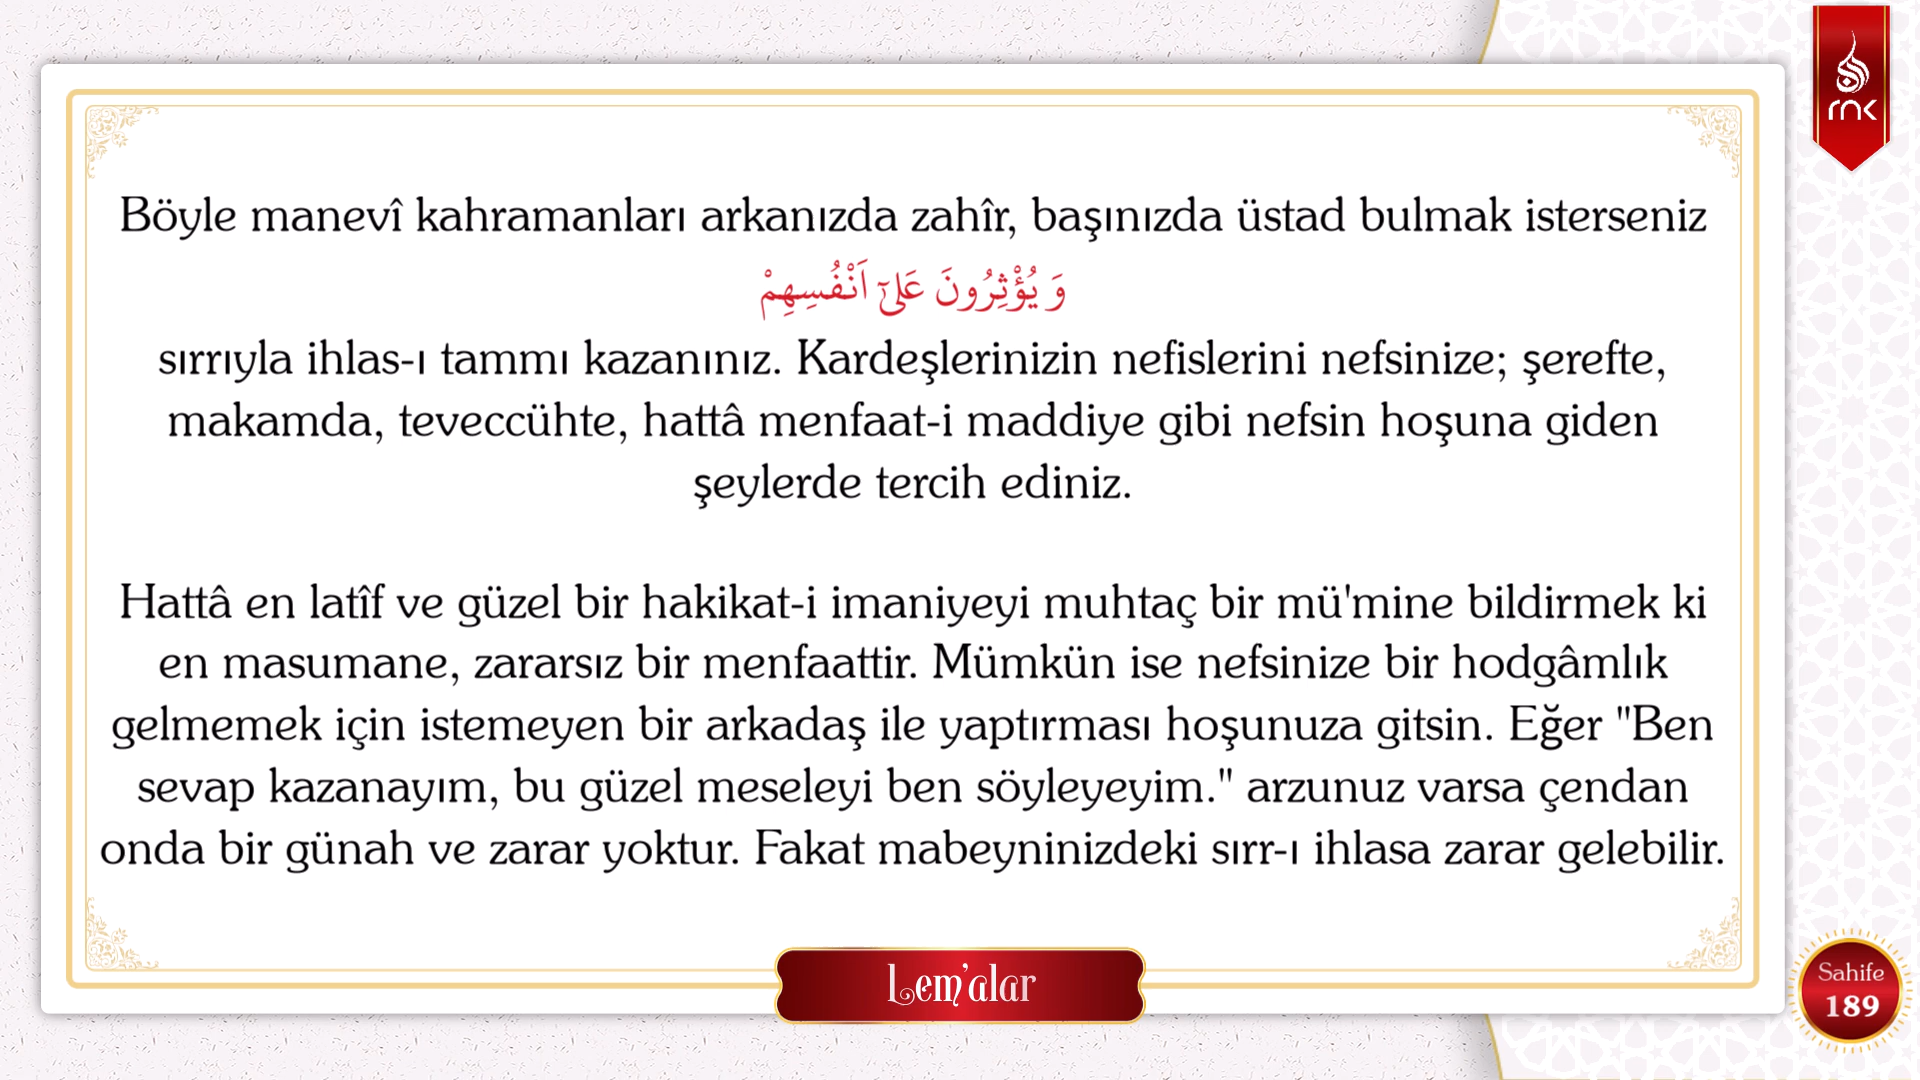 rnk
Böyle manevî kahramanları arkanızda zahîr, başınızda üstad bulmak isterseniz
وَ يُؤْثِرُونَ عَلٰٓى اَنْفُسِهِمْ
sırrıyla ihlas-ı tammı kazanınız. Kardeşlerinizin nefislerini nefsinize; şerefte,
makamda, teveccühte, hattâ menfaat-i maddiye gibi nefsin hoşuna giden
şeylerde tercih ediniz.
Hattâ en latîf ve güzel bir hakikat-i imaniyeyi muhtaç bir mü'mine bildirmek ki
en masumane, zararsız bir menfaattir. Mümkün ise nefsinize bir hodgâmlık
gelmemek için istemeyen bir arkadaş ile yaptırması hoşunuza gitsin. Eğer "Ben
sevap kazanayım, bu güzel meseleyi ben söyleyeyim." arzunuz varsa çendan
onda bir günah ve zarar yoktur. Fakat mabeyninizdeki sırr-ı ihlasa zarar gelebilir.
Lem'alar
Sahife
189